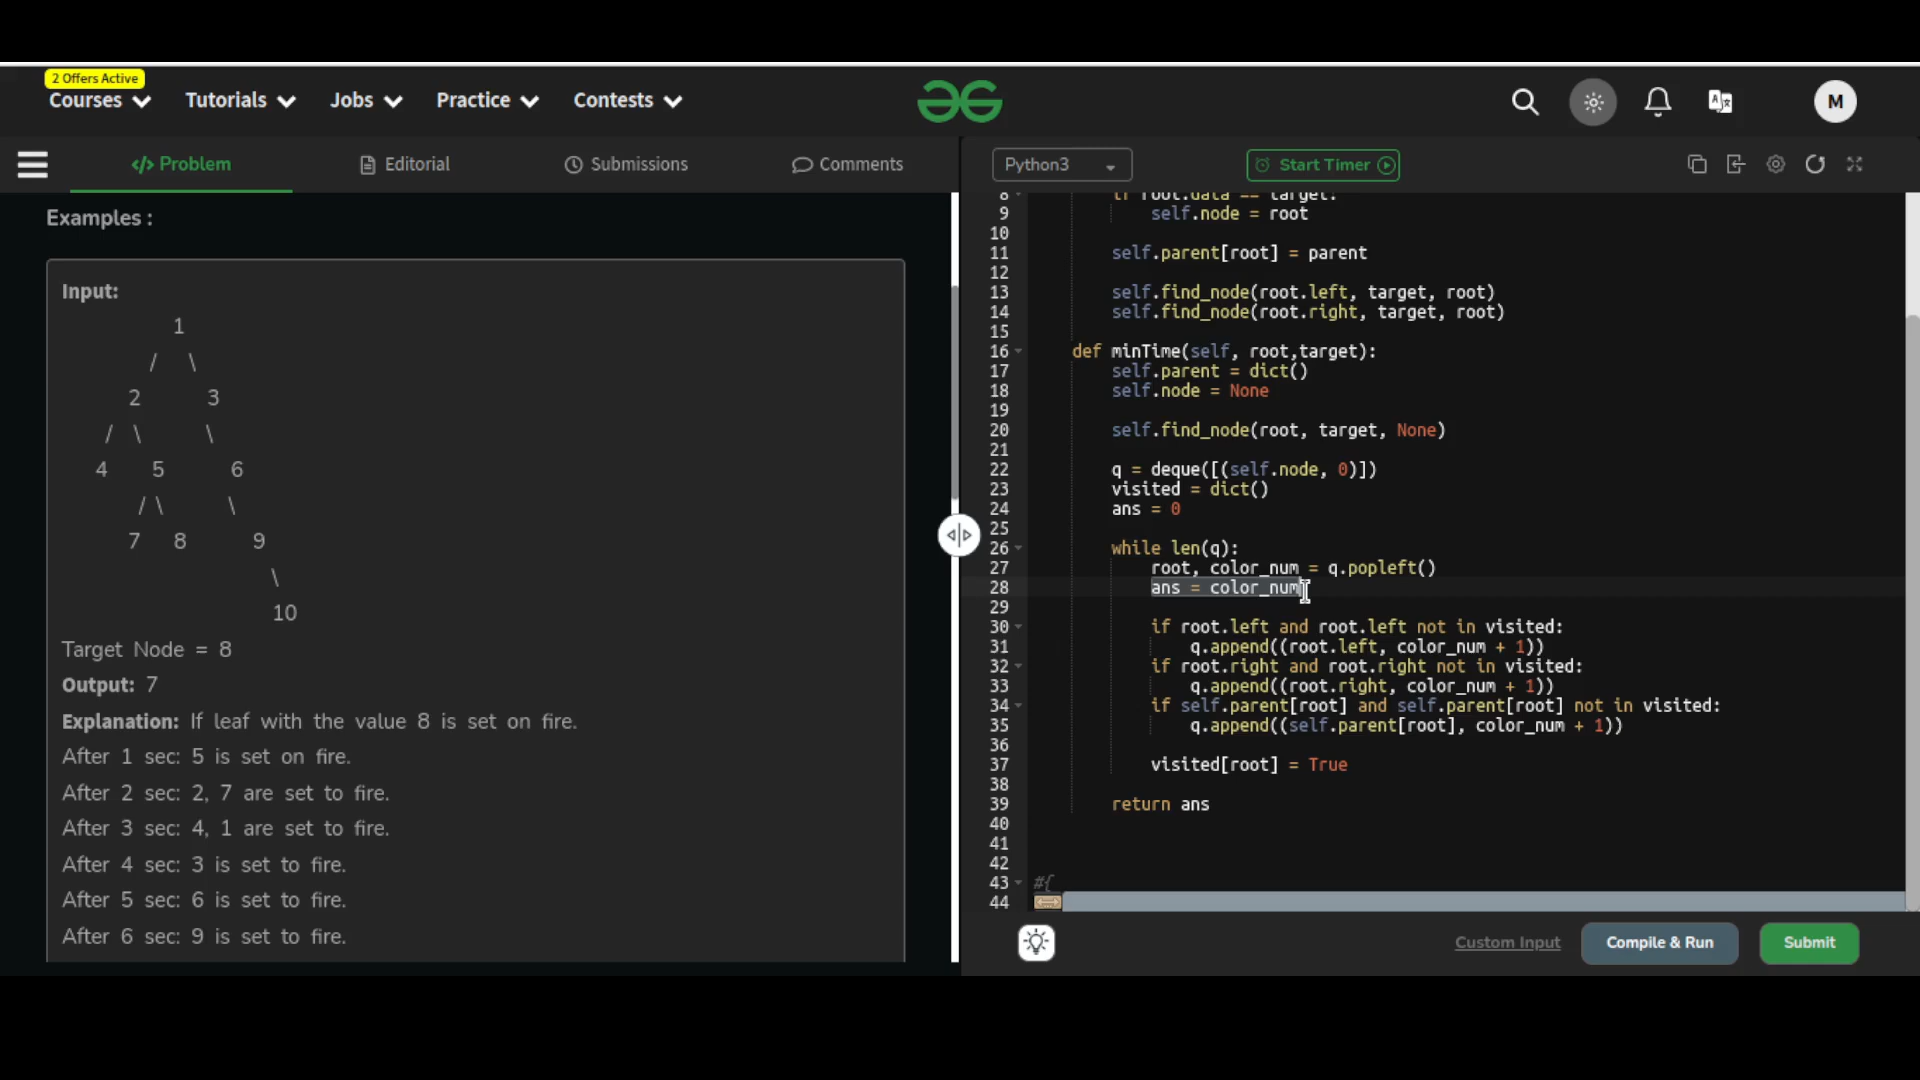 2 Offers Active
Courses Tutorials Jobs Practice Contests
M
</> Problem Editorial Submissions Comments
Python3 Start Timer
Examples :
Input:
1
/ \
2 3
/ \ \
4 5 6
/ \ \
7 8 9
\
10
Target Node = 8
Output: 7
Explanation: If leaf with the value 8 is set on fire.
After 1 sec: 5 is set on fire.
After 2 sec: 2, 7 are set to fire.
After 3 sec: 4, 1 are set to fire.
After 4 sec: 3 is set to fire.
After 5 sec: 6 is set to fire.
After 6 sec: 9 is set to fire.
8 if root.data == target:
9 self.node = root
10
11 self.parent[root] = parent
12
13 self.find_node(root.left, target, root)
14 self.find_node(root.right, target, root)
15
16 def minTime(self, root,target):
17 self.parent = dict()
18 self.node = None
19
20 self.find_node(root, target, None)
21
22 q = deque([(self.node, 0)])
23 visited = dict()
24 ans = 0
25
26 while len(q):
27 root, color_num = q.popleft()
28 ans = color_num
29
30 if root.left and root.left not in visited:
31 q.append((root.left, color_num + 1))
32 if root.right and root.right not in visited:
33 q.append((root.right, color_num + 1))
34 if self.parent[root] and self.parent[root] not in visited:
35 q.append((self.parent[root], color_num + 1))
36
37 visited[root] = True
38
39 return ans
40
41
42
43 #{
44
Custom Input Compile & Run Submit